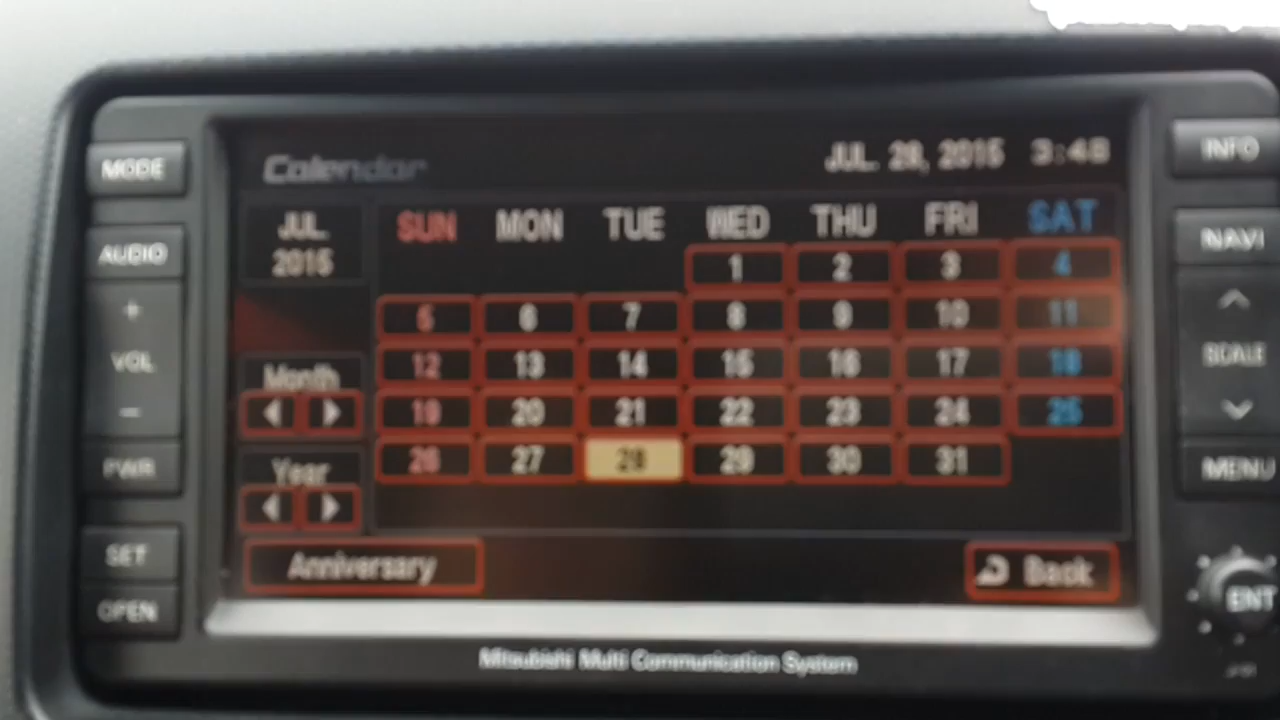 MODE
AUDIO
+
VOL
−
PWR
SET
OPEN
Calendar
JUL. 28, 2015 3:48
JUL.
2015
SUN MON TUE WED THU FRI SAT
1 2 3 4
5 6 7 8 9 10 11
12 13 14 15 16 17 18
19 20 21 22 23 24 25
26 27 28 29 30 31
Month
Year
Anniversary
Back
Mitsubishi Multi Communication System
INFO
NAVI
SCALE
MENU
ENT